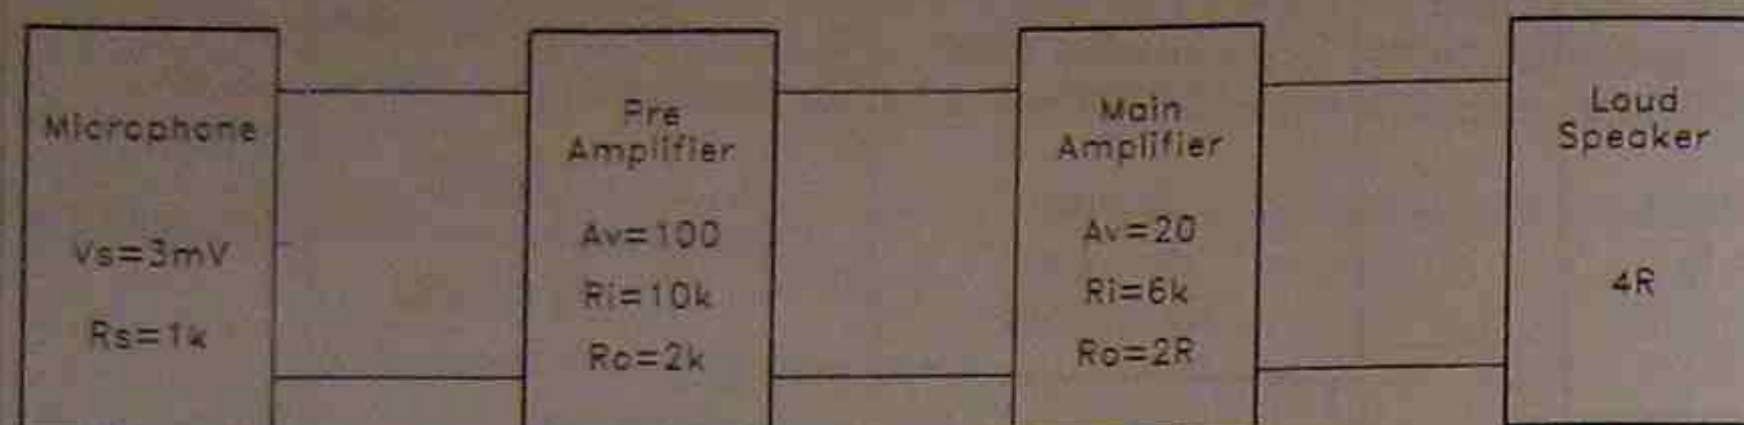 Microphone
Vs=3mV
Rs=1k
Pre
Amplifier
Av=100
Ri=10k
Ro=2k
Main
Amplifier
Av=20
Ri=6k
Ro=2R
Loud
Speaker
4R